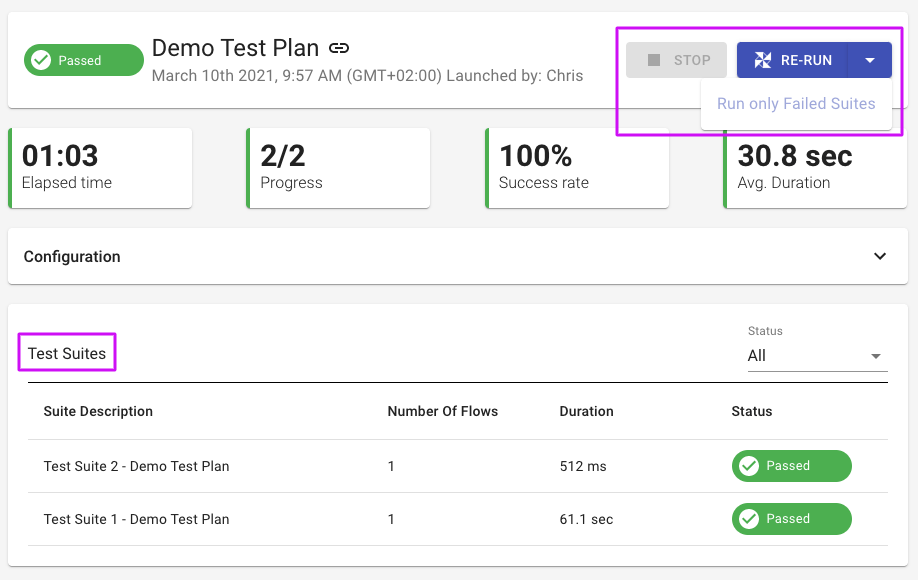 Passed
Demo Test Plan
March 10th 2021, 9:57 AM (GMT+02:00) Launched by: Chris
STOP
RE-RUN
Run only Failed Suites
01:03
Elapsed time
2/2
Progress
100%
Success rate
30.8 sec
Avg. Duration
Configuration
Test Suites
Status
All
Suite Description Number Of Flows Duration Status
Test Suite 2 - Demo Test Plan 1 512 ms Passed
Test Suite 1 - Demo Test Plan 1 61.1 sec Passed